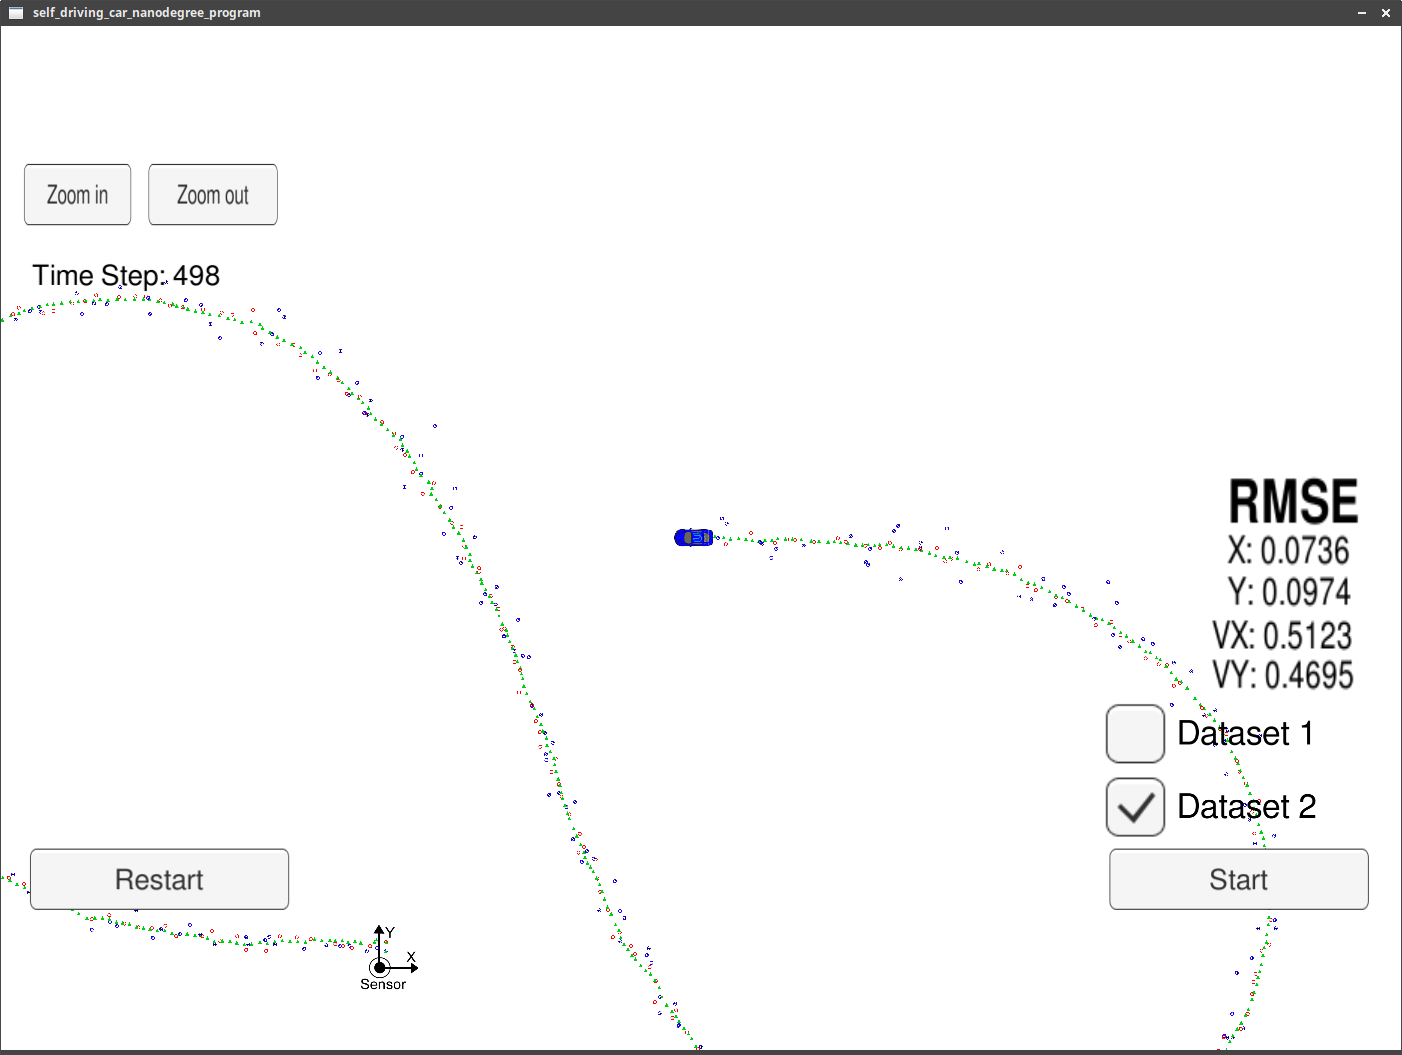 self_driving_car_nanodegree_program
Zoom in
Zoom out
Time Step: 498
RMSE
X: 0.0736
Y: 0.0974
VX: 0.5123
VY: 0.4695
Dataset 1
Dataset 2
Restart
Start
Y
X
Sensor